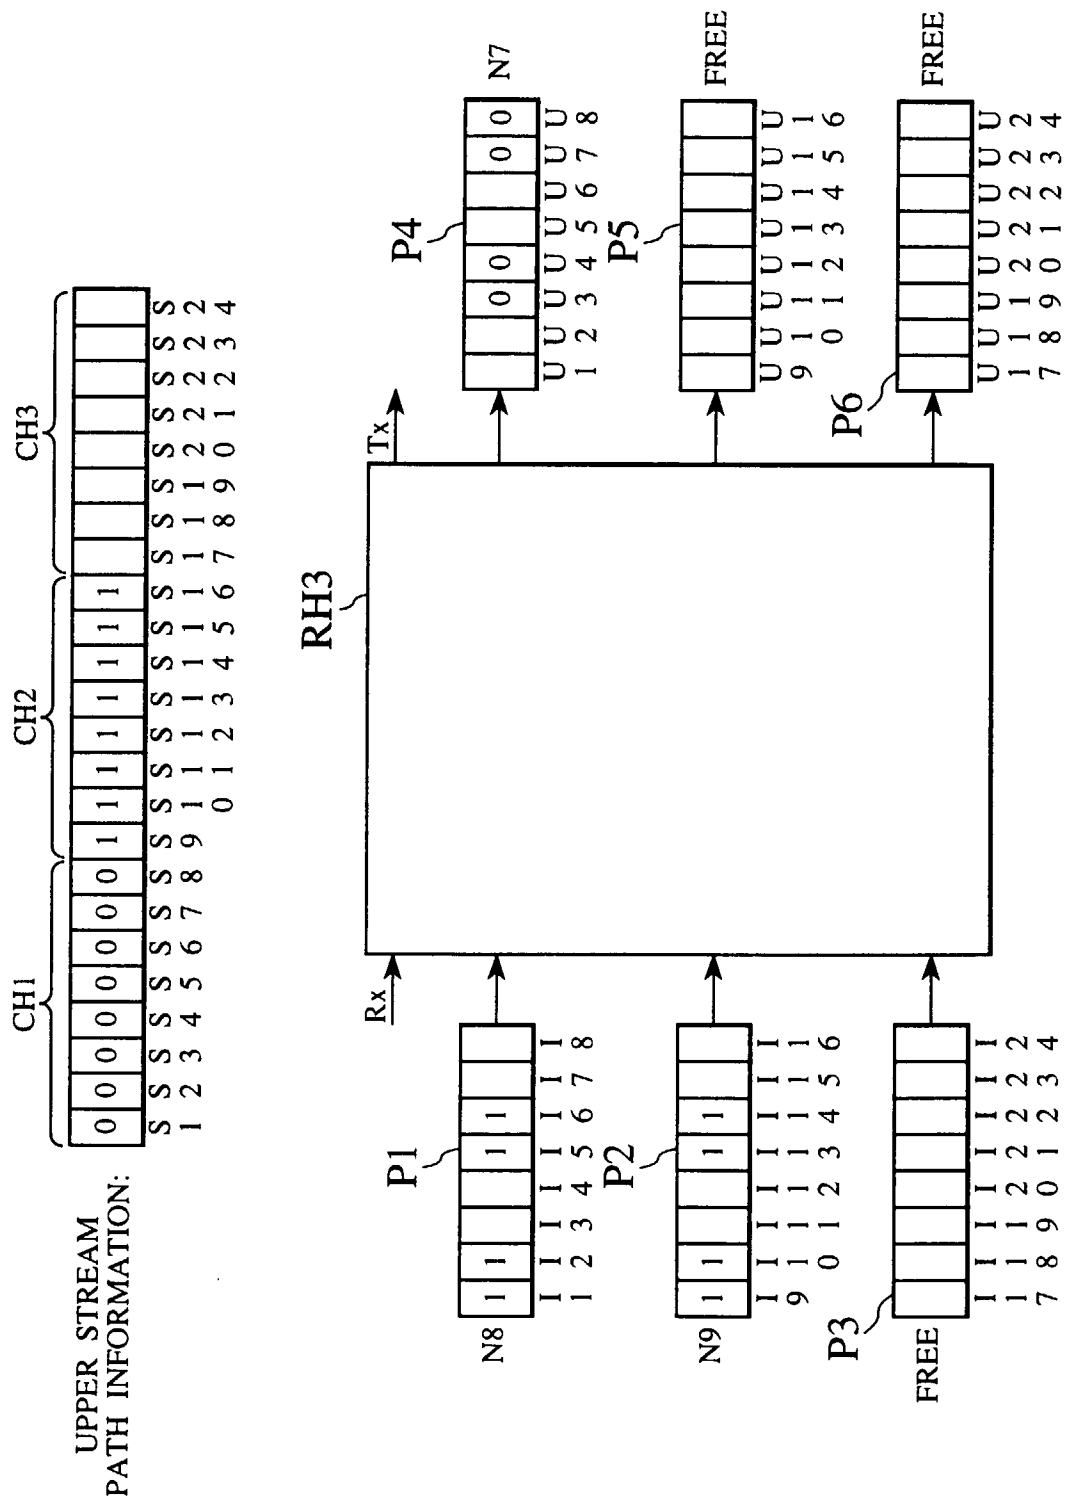 UPPER STREAM
PATH INFORMATION:
CH1 CH2 CH3
0 0 0 0 0 0 0 0 1 1 1 1 1 1 1 1
S1 S2 S3 S4 S5 S6 S7 S8 S9 S10 S11 S12 S13 S14 S15 S16 S17 S18 S19 S20 S21 S22 S23 S24
RH3
Rx
Tx
P1
N8
1 1 1 1
I1 I2 I3 I4 I5 I6 I7 I8
P2
N9
1 1 1 1
I9 I10 I11 I12 I13 I14 I15 I16
P3
FREE
I17 I18 I19 I20 I21 I22 I23 I24
P4
0 0 0 0
N7
U1 U2 U3 U4 U5 U6 U7 U8
P5
FREE
U9 U10 U11 U12 U13 U14 U15 U16
P6
FREE
U17 U18 U19 U20 U21 U22 U23 U24